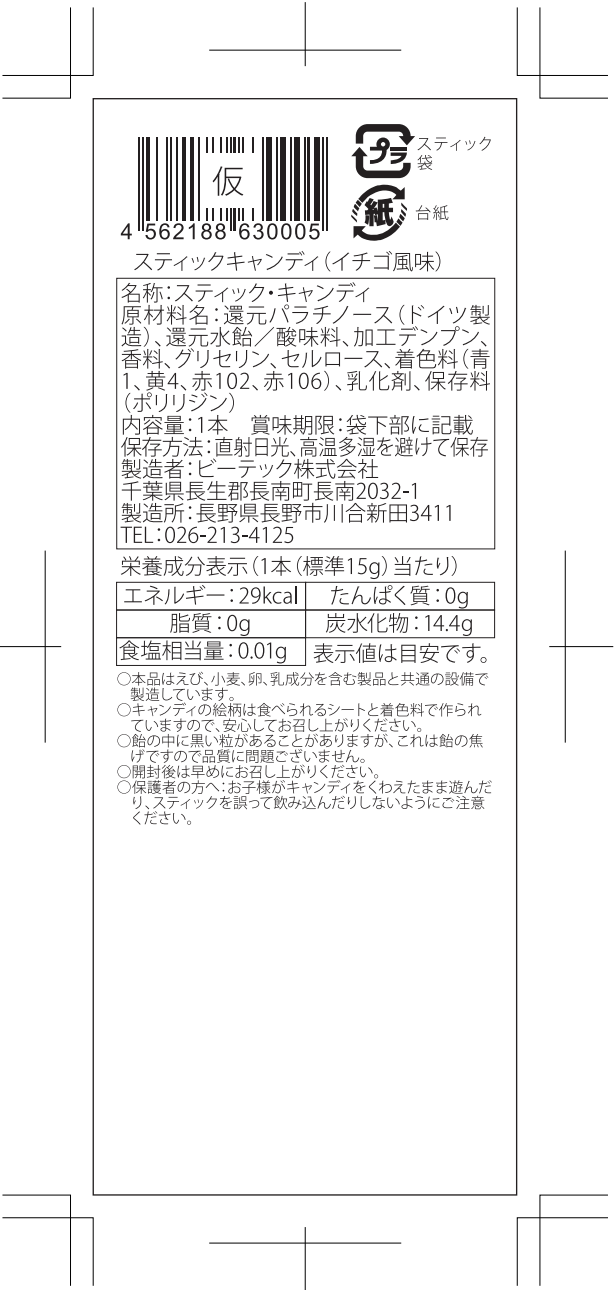 仮
4 562188 630005
プラ
スティック
袋
紙
台紙
スティックキャンディ(イチゴ風味)
名称:スティック・キャンディ
原材料名:還元パラチノース(ドイツ製
造)、還元水飴/酸味料、加工デンプン、
香料、グリセリン、セルロース、着色料(青
1、黄4、赤102、赤106)、乳化剤、保存料
(ポリリジン)
内容量:1本 賞味期限:袋下部に記載
保存方法:直射日光、高温多湿を避けて保存
製造者:ビーテック株式会社
千葉県長生郡長南町長南2032-1
製造所:長野県長野市川合新田3411
TEL:026-213-4125
栄養成分表示(1本(標準15g)当たり)
エネルギー:29kcal たんぱく質:0g
脂質:0g 炭水化物:14.4g
食塩相当量:0.01g 表示値は目安です。
○本品はえび、小麦、卵、乳成分を含む製品と共通の設備で
製造しています。
○キャンディの絵柄は食べられるシートと着色料で作られ
ていますので、安心してお召し上がりください。
○飴の中に黒い粒があることがありますが、これは飴の焦
げですので品質に問題ございません。
○開封後は早めにお召し上がりください。
○保護者の方へ:お子様がキャンディをくわえたまま遊んだ
り、スティックを誤って飲み込んだりしないようにご注意
ください。